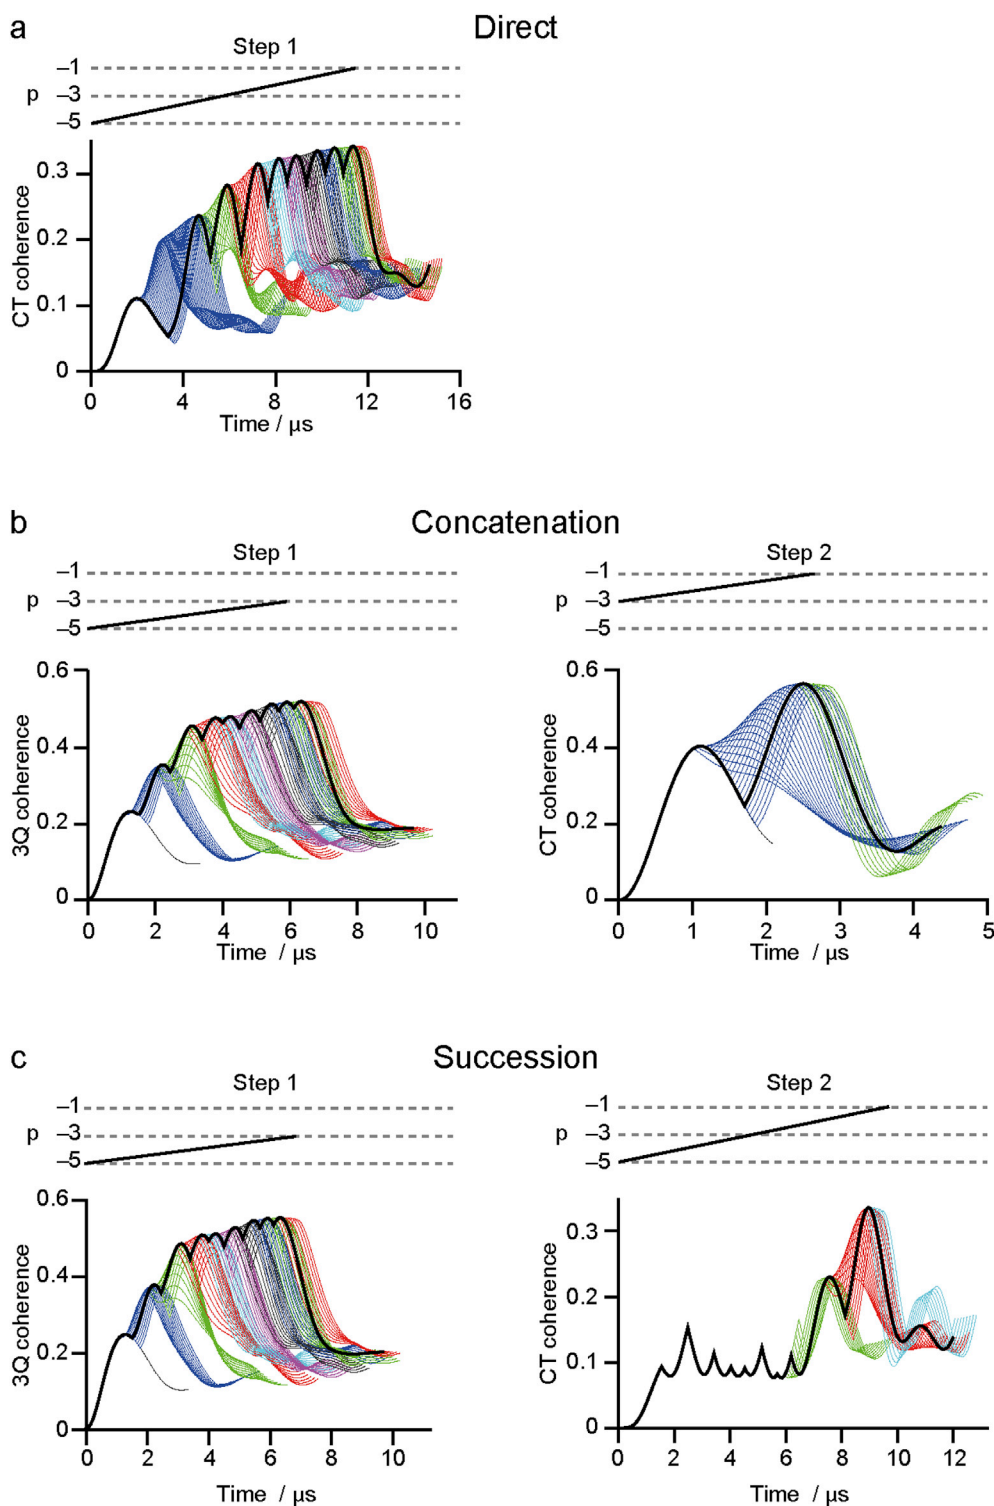 a
Direct
Step 1
–1
p –3
–5
CT coherence
0.3
0.2
0.1
0
0 4 8 12 16
Time / µs
b
Concatenation
Step 1
–1
p –3
–5
3Q coherence
0.6
0.4
0.2
0
0 2 4 6 8 10
Time / µs
Step 2
–1
p –3
–5
CT coherence
0.6
0.4
0.2
0
0 1 2 3 4 5
Time / µs
c
Succession
Step 1
–1
p –3
–5
3Q coherence
0.6
0.4
0.2
0
0 2 4 6 8 10
Time / µs
Step 2
–1
p –3
–5
CT coherence
0.3
0.2
0.1
0
0 2 4 6 8 10 12
Time / µs